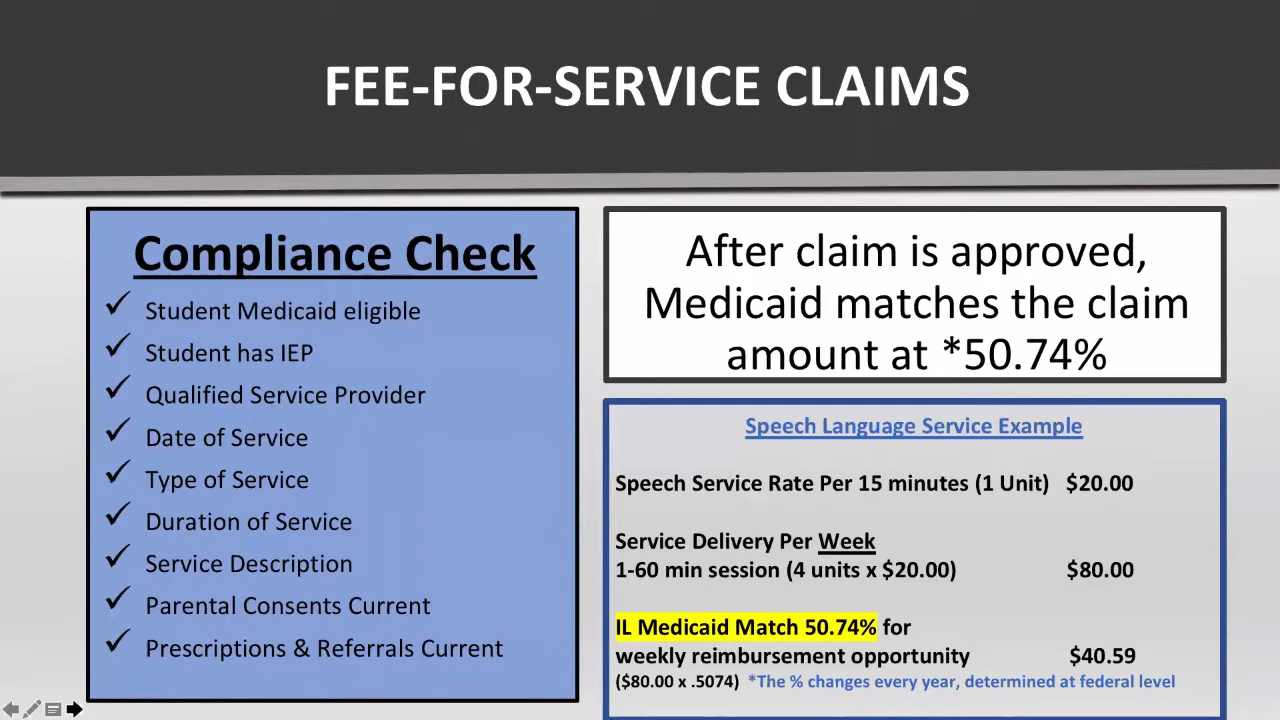 FEE-FOR-SERVICE CLAIMS
Compliance Check
✓ Student Medicaid eligible
✓ Student has IEP
✓ Qualified Service Provider
✓ Date of Service
✓ Type of Service
✓ Duration of Service
✓ Service Description
✓ Parental Consents Current
✓ Prescriptions & Referrals Current
After claim is approved,
Medicaid matches the claim
amount at *50.74%
Speech Language Service Example
Speech Service Rate Per 15 minutes (1 Unit) $20.00
Service Delivery Per Week
1-60 min session (4 units x $20.00) $80.00
IL Medicaid Match 50.74% for
weekly reimbursement opportunity $40.59
($80.00 x .5074) *The % changes every year, determined at federal level